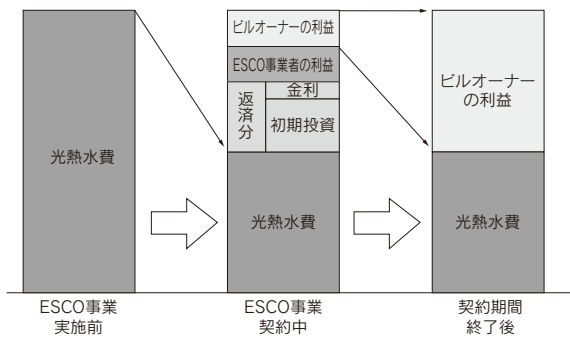 光熱水費
ビルオーナーの利益
ESCO事業者の利益
返済分
金利
初期投資
光熱水費
ビルオーナー
の利益
光熱水費
ESCO事業
実施前
ESCO事業
契約中
契約期間
終了後